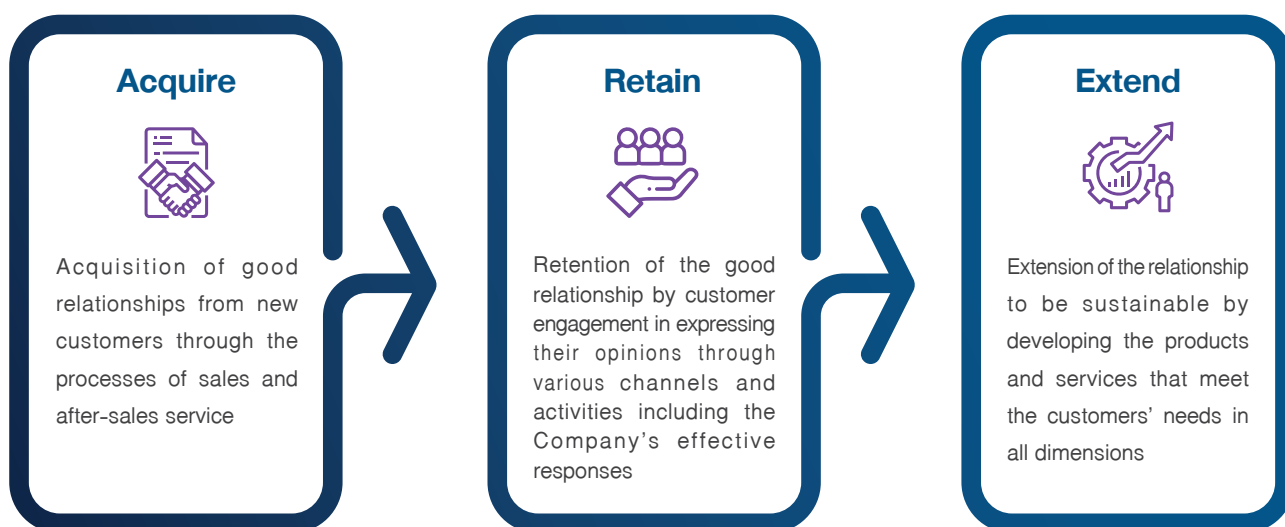 Acquire
Acquisition of good
relationships from new
customers through the
processes of sales and
after-sales service
Retain
Retention of the good
relationship by customer
engagement in expressing
their opinions through
various channels and
activities including the
Company's effective
responses
Extend
Extension of the relationship
to be sustainable by
developing the products
and services that meet
the customers' needs in
all dimensions